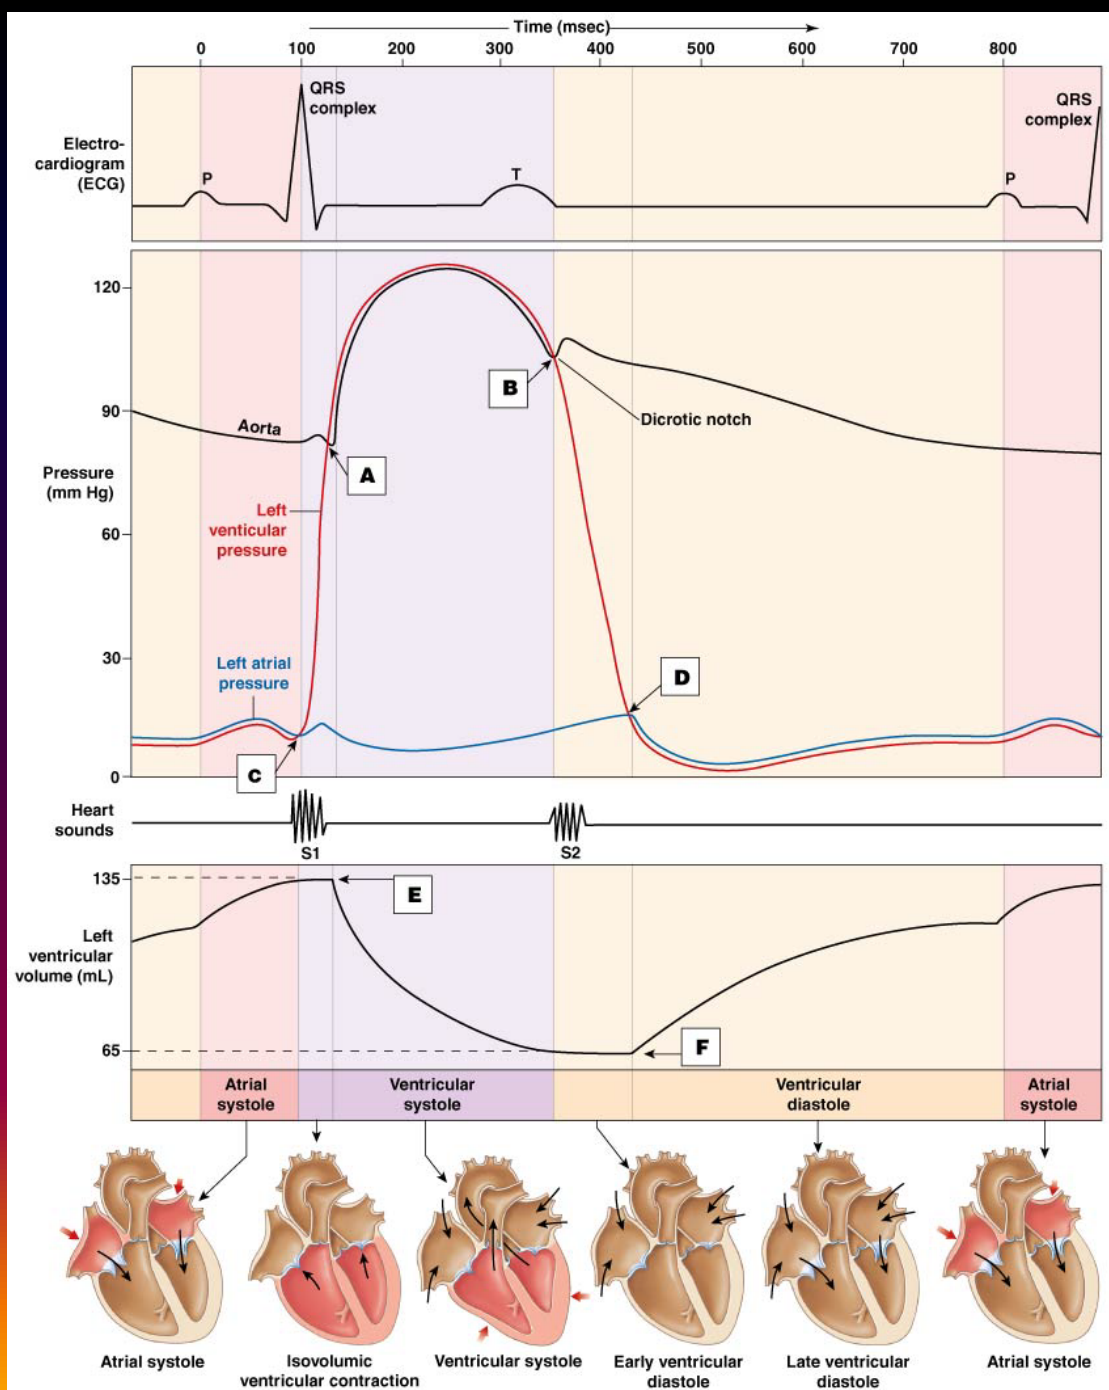 Time (msec)
0 100 200 300 400 500 600 700 800
QRS
complex
QRS
complex
Electro-
cardiogram
(ECG)
P
T
P
120
90
60
30
0
Pressure
(mm Hg)
Aorta
A
B
Dicrotic notch
Left
venticular
pressure
Left atrial
pressure
C
D
Heart
sounds
S1
S2
135
65
Left
ventricular
volume (mL)
E
F
Atrial
systole
Ventricular
systole
Ventricular
diastole
Atrial
systole
Atrial systole
Isovolumic
ventricular contraction
Ventricular systole
Early ventricular
diastole
Late ventricular
diastole
Atrial systole